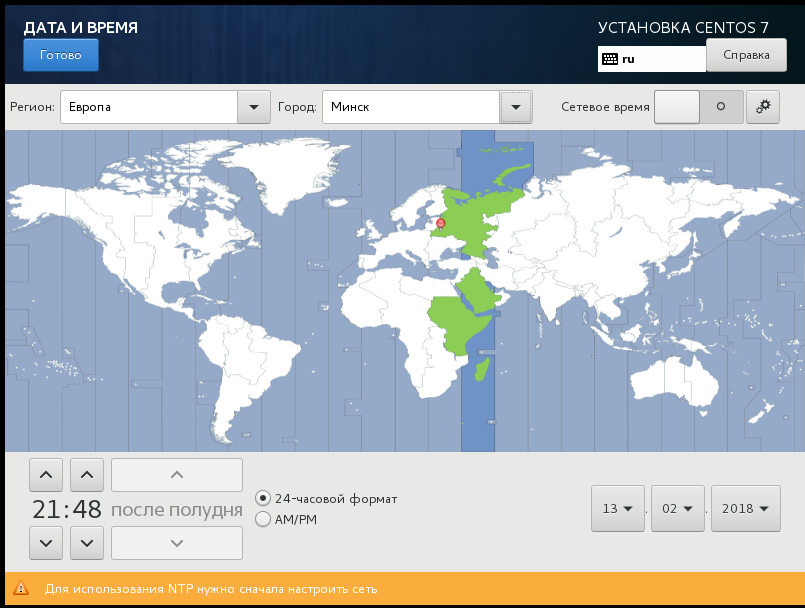 ДАТА И ВРЕМЯ
УСТАНОВКА CENTOS 7
Готово
ru
Справка
Регион: Европа
Город: Минск
Сетевое время
21:48 после полудня
24-часовой формат
AM/PM
13 . 02 . 2018
Для использования NTP нужно сначала настроить сеть